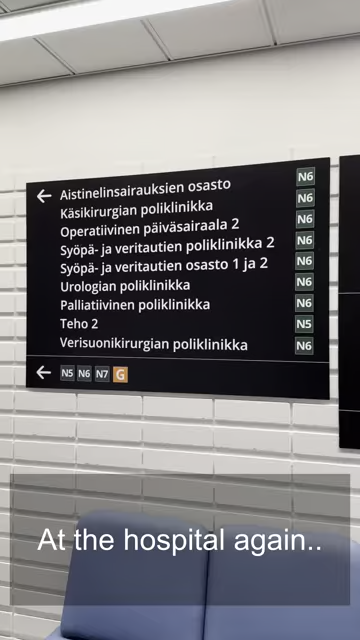 ← Aistinelinsairauksien osasto N6
Käsikirurgian poliklinikka N6
Operatiivinen päiväsairaala 2 N6
Syöpä- ja veritautien poliklinikka 2 N6
Syöpä- ja veritautien osasto 1 ja 2 N6
Urologian poliklinikka N6
Palliatiivinen poliklinikka N6
Teho 2 N5
Verisuonikirurgian poliklinikka N6
← N5 N6 N7 G
At the hospital again..